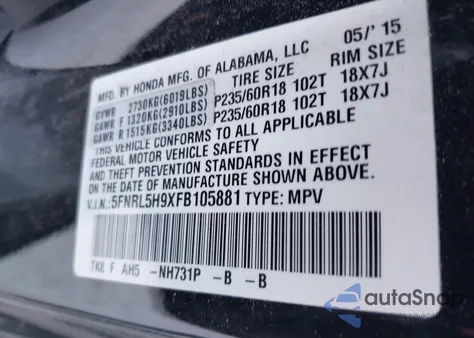 MFD. BY HONDA MFG. OF ALABAMA, LLC 05/'15
TIRE SIZE RIM SIZE
GVWR 2730KG(6019LBS)
GAWR F 1320KG(2910LBS) P235/60R18 102T 18X7J
GAWR R 1515KG(3340LBS) P235/60R18 102T 18X7J
THIS VEHICLE CONFORMS TO ALL APPLICABLE
FEDERAL MOTOR VEHICLE SAFETY
AND THEFT PREVENTION STANDARDS IN EFFECT
ON THE DATE OF MANUFACTURE SHOWN ABOVE.
V.I.N.:5FNRL5H9XFB105881 TYPE: MPV
TK8 F AH5 -NH731P -B -B
autoSnap